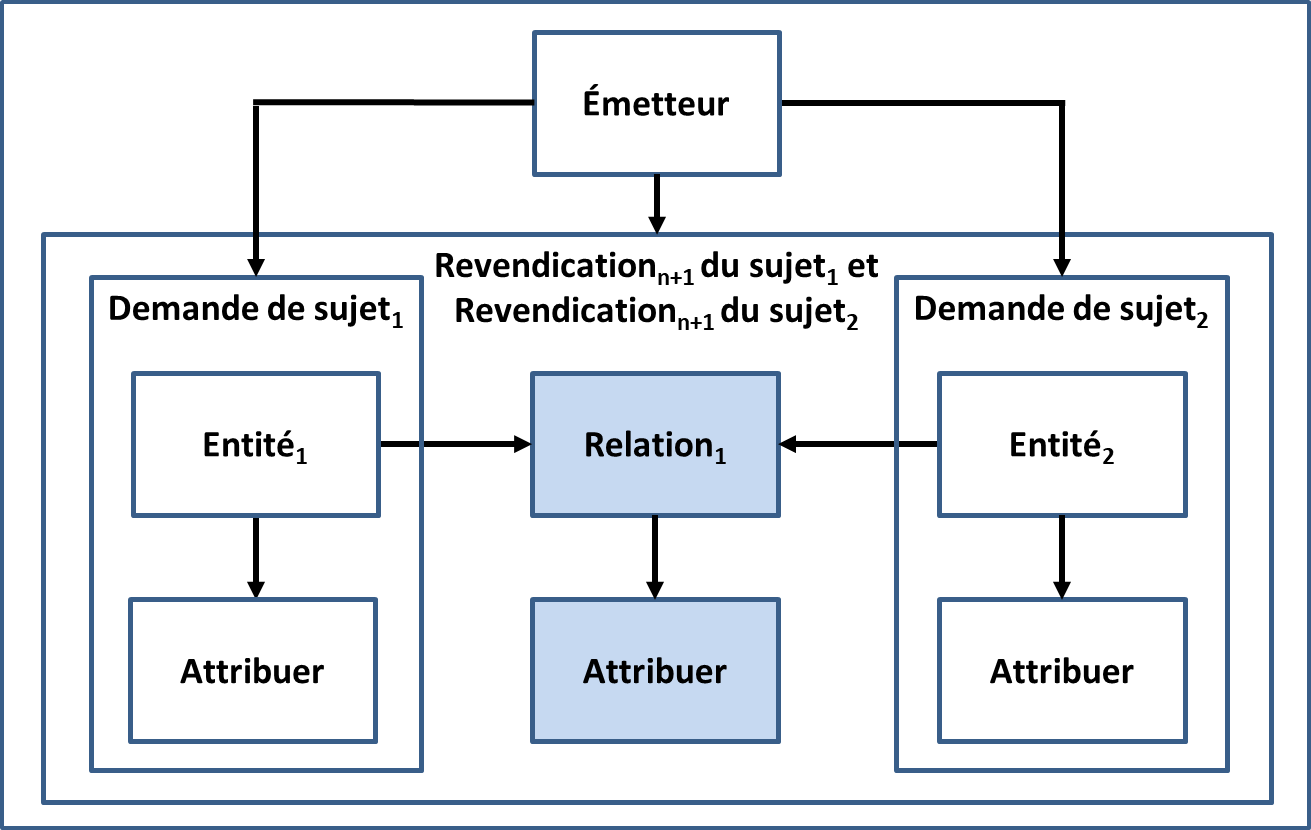 Émetteur
Revendicationn+1 du sujet1 et
Revendicationn+1 du sujet2
Demande de sujet1
Demande de sujet2
Entité1
Relation1
Entité2
Attribuer
Attribuer
Attribuer